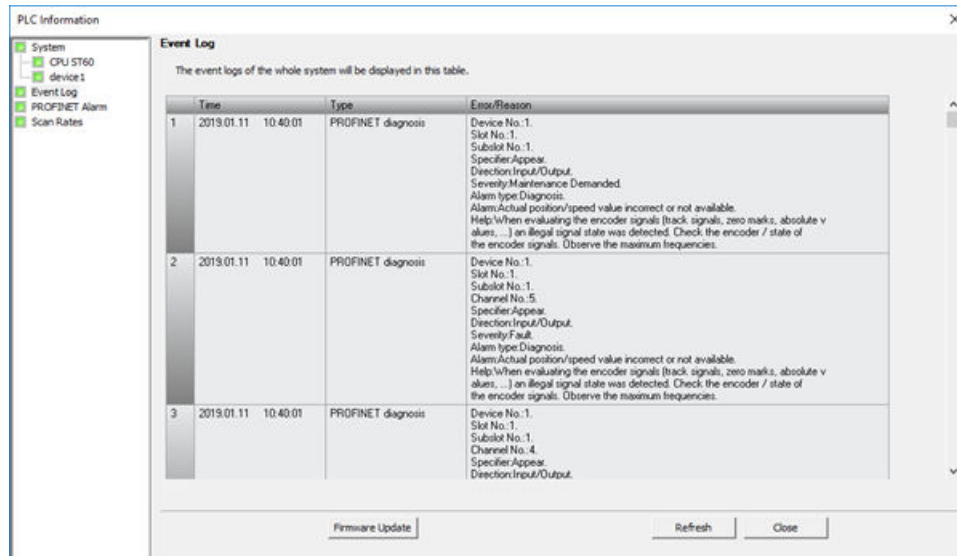 PLC Information
System
CPU ST60
device1
Event Log
PROFINET Alarm
Scan Rates
Event Log
The event logs of the whole system will be displayed in this table.
Time Type Error/Reason
1 2019.01.11 10:40:01 PROFINET diagnosis Device No.:1.
Slot No.:1.
Subslot No.:1.
Specifier:Appear.
Direction:Input/Output.
Severity:Maintenance Demanded.
Alarm type:Diagnosis.
Alarm:Actual position/speed value incorrect or not available.
Help:When evaluating the encoder signals (track signals, zero marks, absolute v
alues, ...) an illegal signal state was detected. Check the encoder / state of
the encoder signals. Observe the maximum frequencies.
2 2019.01.11 10:40:01 PROFINET diagnosis Device No.:1.
Slot No.:1.
Subslot No.:1.
Channel No.:5.
Specifier:Appear.
Direction:Input/Output.
Severity:Fault.
Alarm type:Diagnosis.
Alarm:Actual position/speed value incorrect or not available.
Help:When evaluating the encoder signals (track signals, zero marks, absolute v
alues, ...) an illegal signal state was detected. Check the encoder / state of
the encoder signals. Observe the maximum frequencies.
3 2019.01.11 10:40:01 PROFINET diagnosis Device No.:1.
Slot No.:1.
Subslot No.:1.
Channel No.:4.
Specifier:Appear.
Direction:Input/Output.
Firmware Update Refresh Close